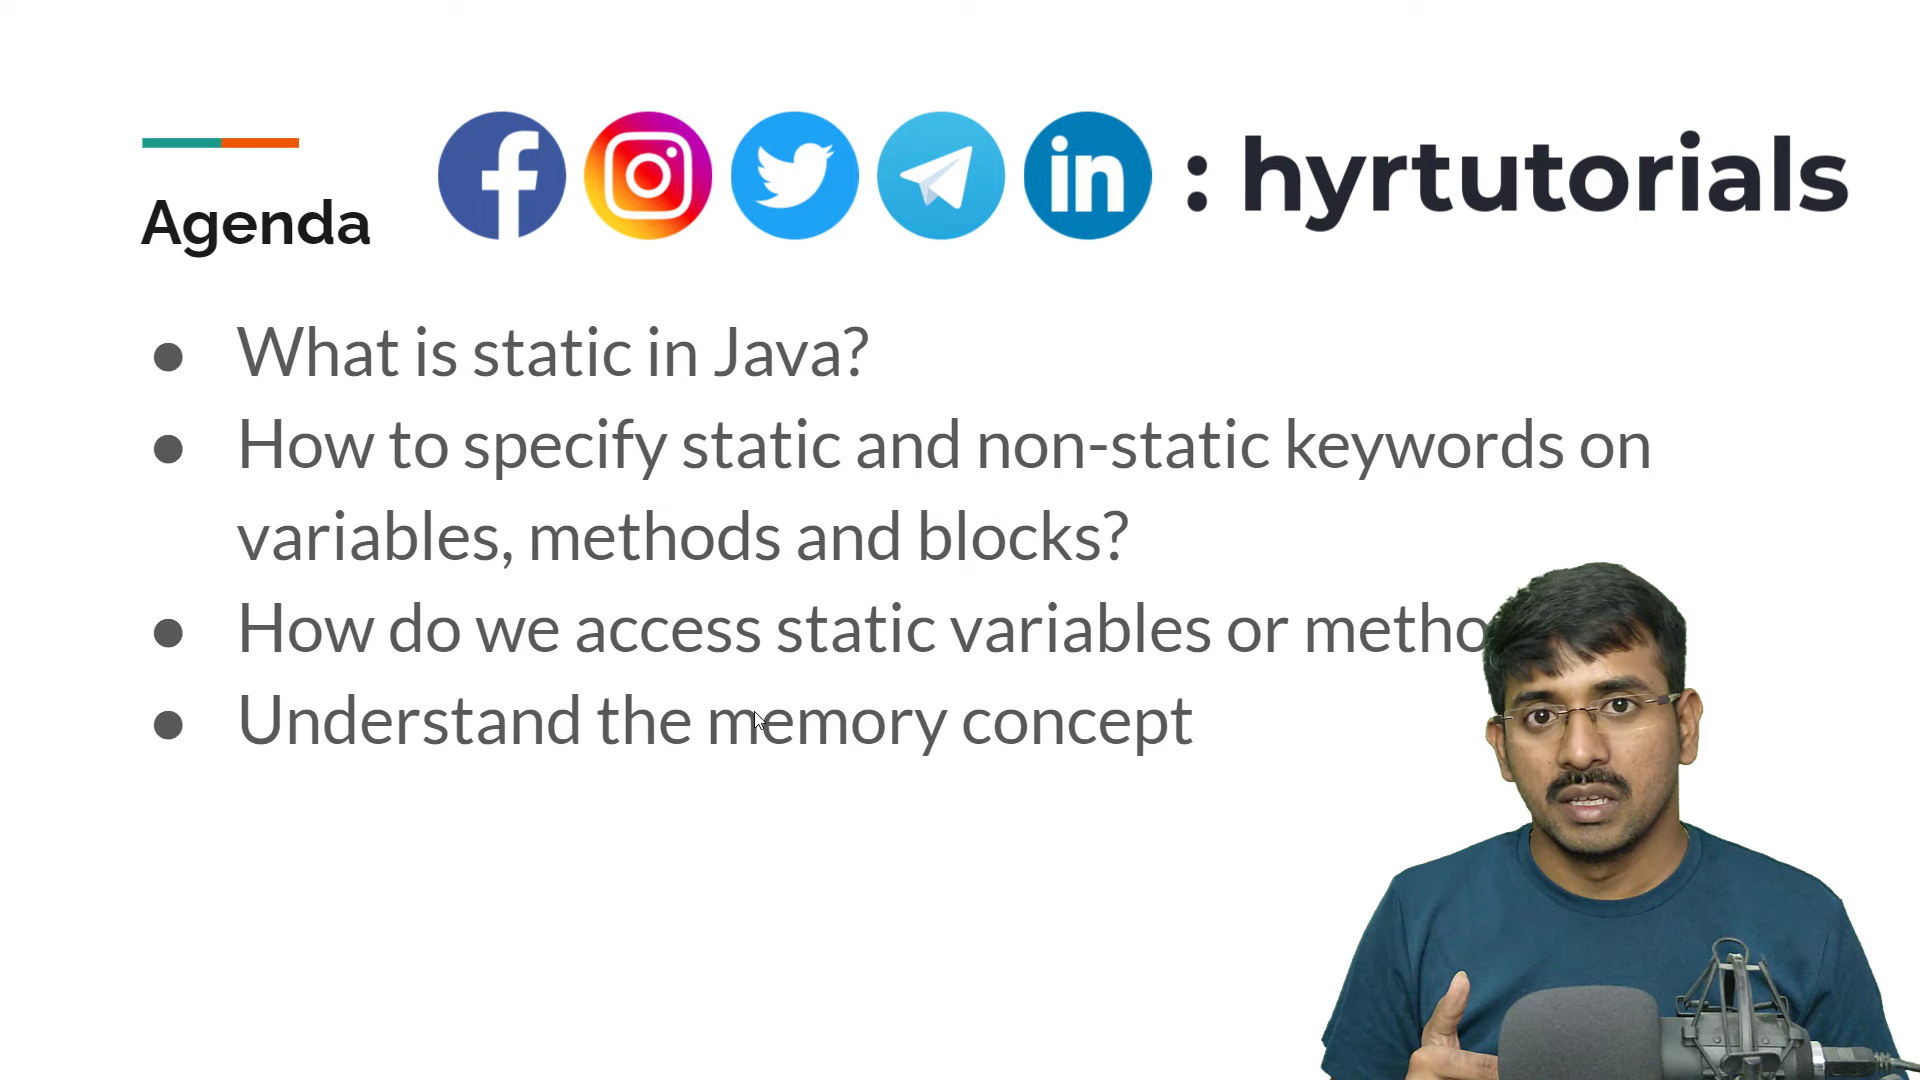 : hyrtutorials
Agenda
What is static in Java?
How to specify static and non-static keywords on
variables, methods and blocks?
How do we access static variables or
Understand the memory concept